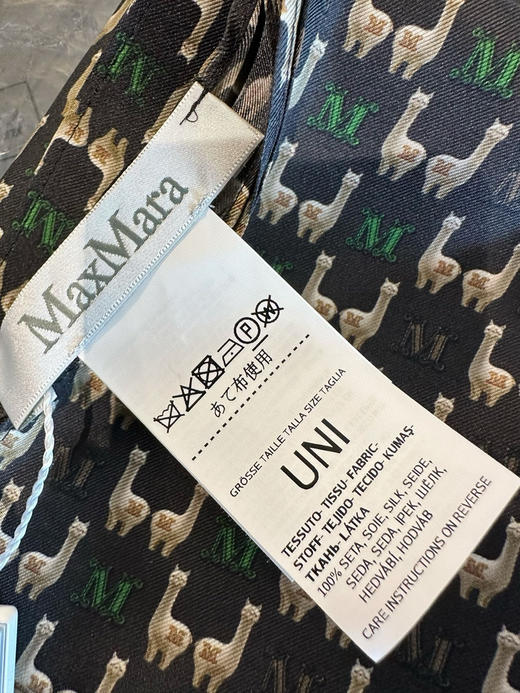 MaxMara
P
あて布使用
GRÖSSE TAILLE TALLA SIZE TAGLIA
UNI
TESSUTO-TISSU-FABRIC-
STOFF-TEJIDO-TECIDO-KUMAŞ-
ТКАНЬ-LÁTKA
100% SETA, SOIE, SILK, SEIDE,
SEDA, SEDA, IPEK, ШЁЛК,
HEDVÁBÍ, HODVÁB
CARE INSTRUCTIONS ON REVERSE
M
M
M
M
M
M
M
M